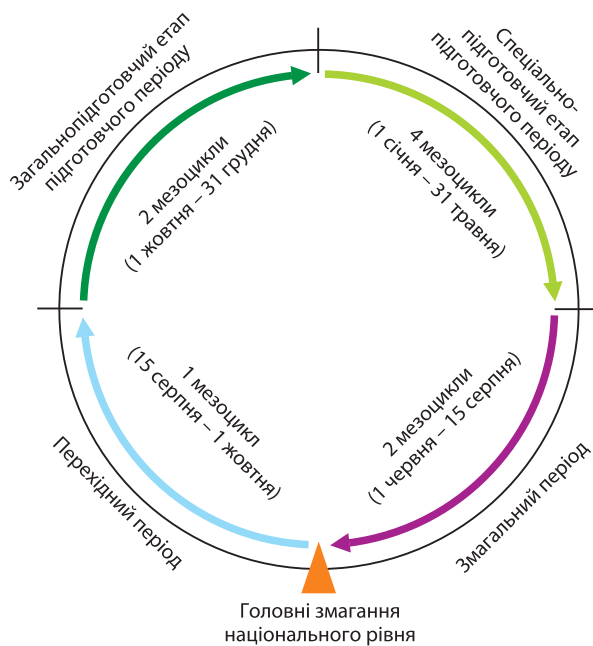 Загальнопідготовчий етап
підготовчого періоду
2 мезоцикли
(1 жовтня – 31 грудня)
Спеціально-
підготовчий етап
підготовчого періоду
4 мезоцикли
(1 січня – 31 травня)
2 мезоцикли
(1 червня – 15 серпня)
Змагальний період
1 мезоцикл
(15 серпня – 1 жовтня)
Перехідний період
Головні змагання
національного рівня